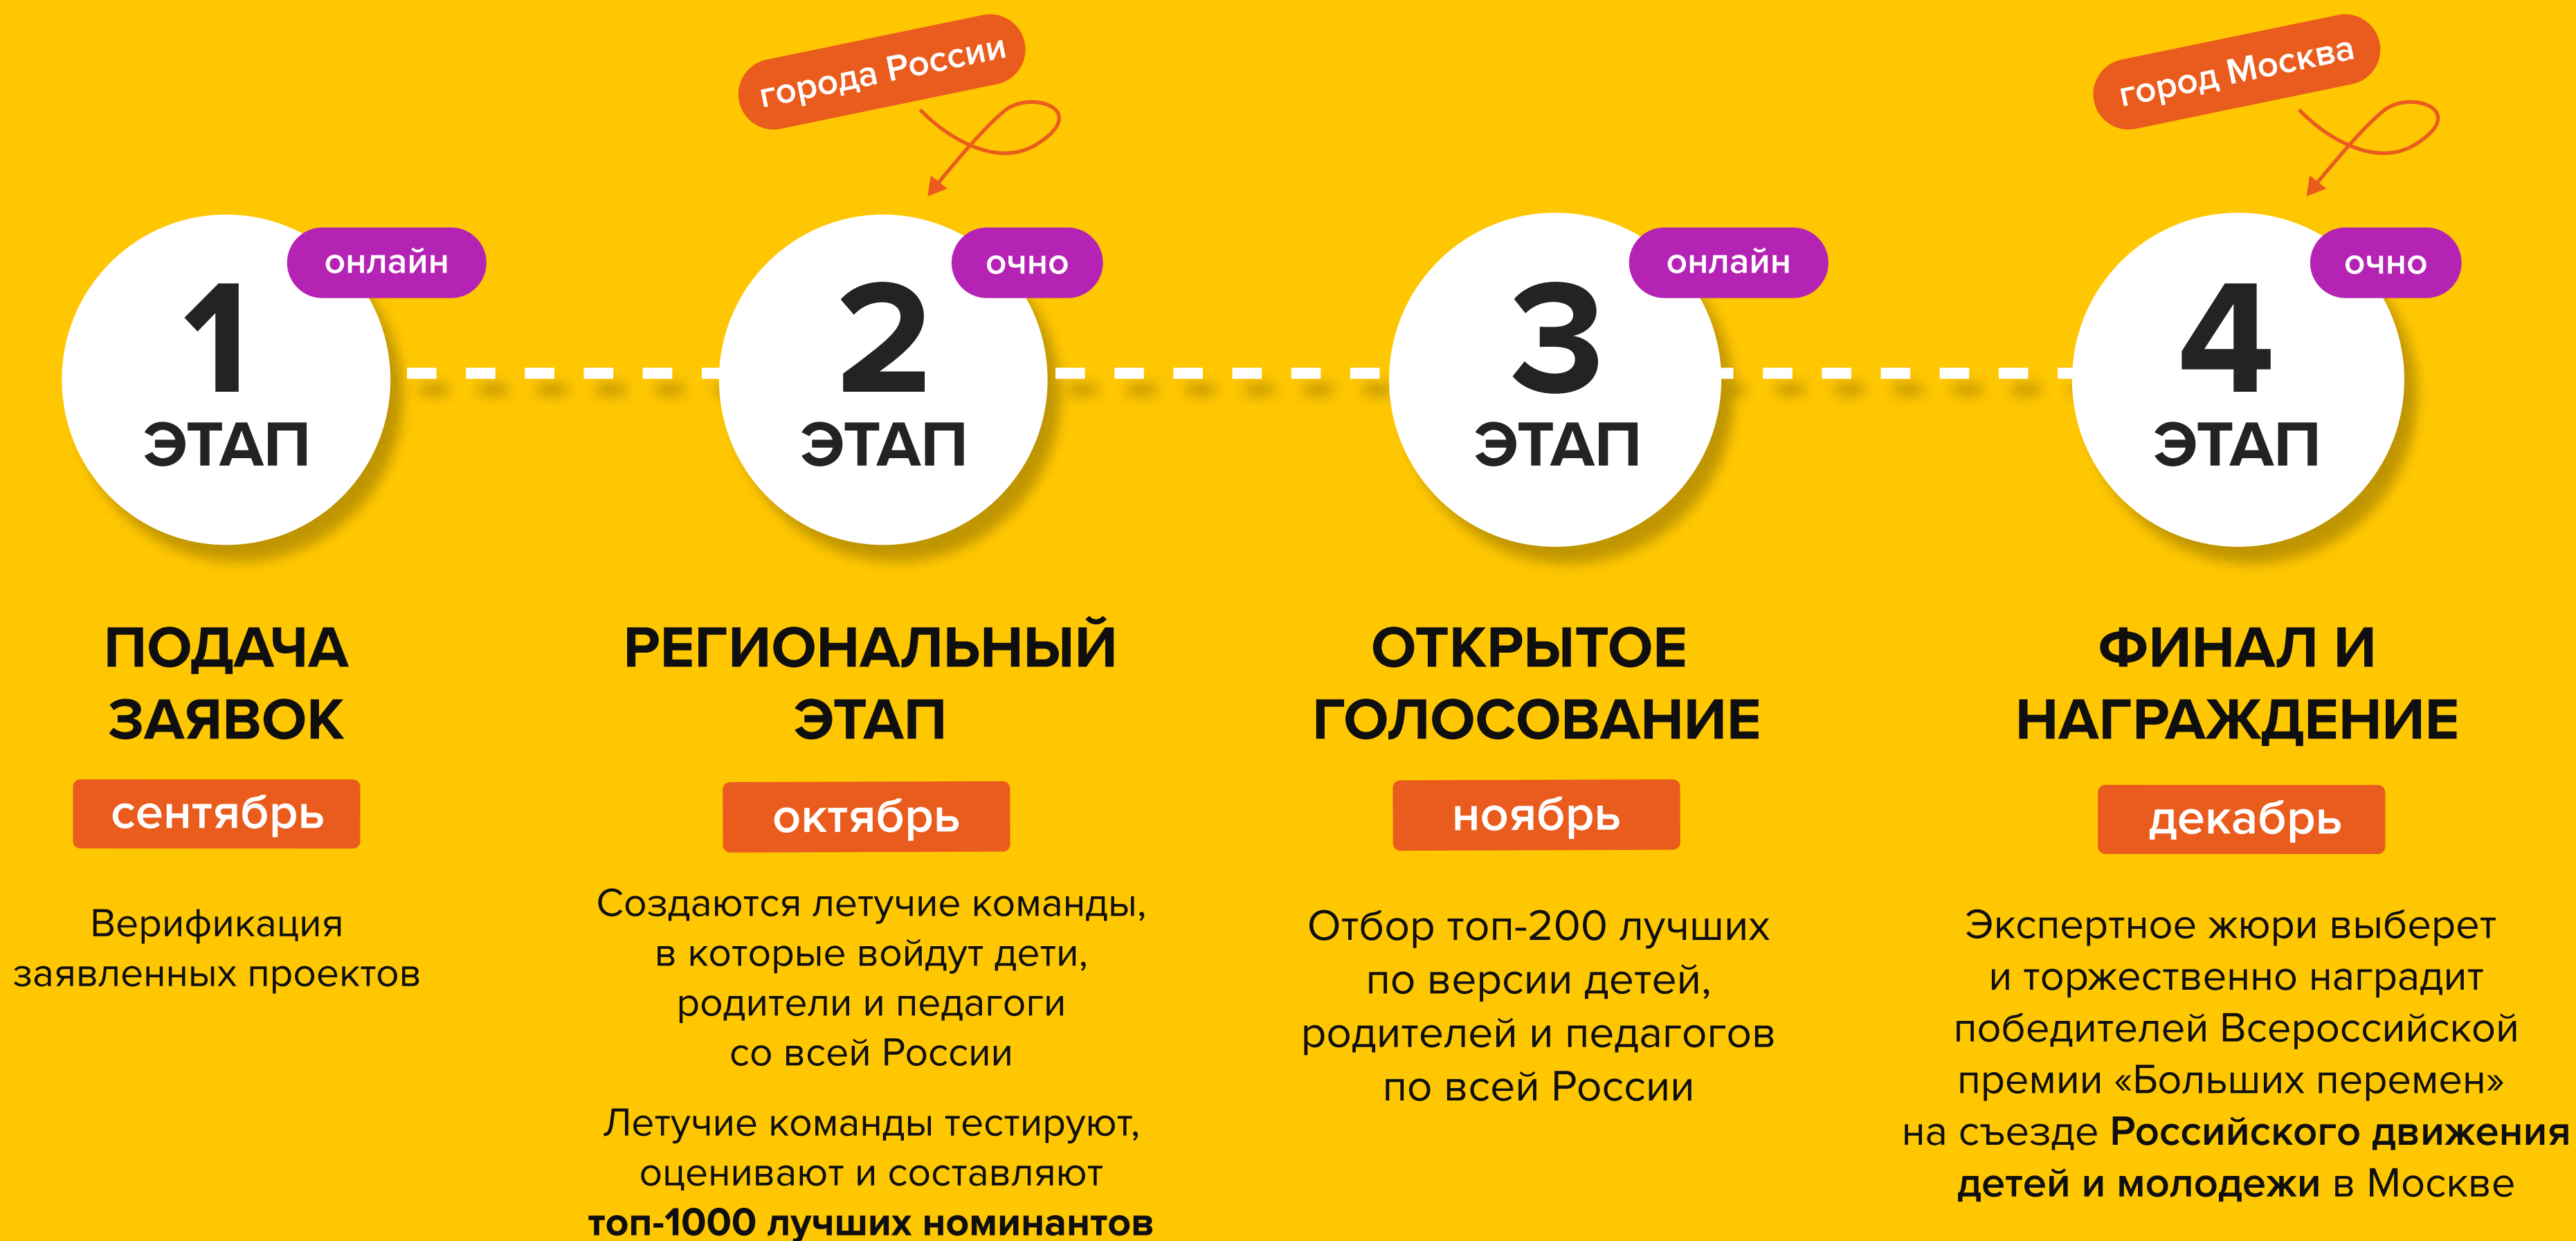 города России
город Москва
1
ЭТАП
онлайн
2
ЭТАП
очно
3
ЭТАП
онлайн
4
ЭТАП
очно
ПОДАЧА
ЗАЯВОК
сентябрь
Верификация
заявленных проектов
РЕГИОНАЛЬНЫЙ
ЭТАП
октябрь
Создаются летучие команды,
в которые войдут дети,
родители и педагоги
со всей России
Летучие команды тестируют,
оценивают и составляют
топ-1000 лучших номинантов
ОТКРЫТОЕ
ГОЛОСОВАНИЕ
ноябрь
Отбор топ-200 лучших
по версии детей,
родителей и педагогов
по всей России
ФИНАЛ И
НАГРАЖДЕНИЕ
декабрь
Экспертное жюри выберет
и торжественно наградит
победителей Всероссийской
премии «Больших перемен»
на съезде Российского движения
детей и молодежи в Москве